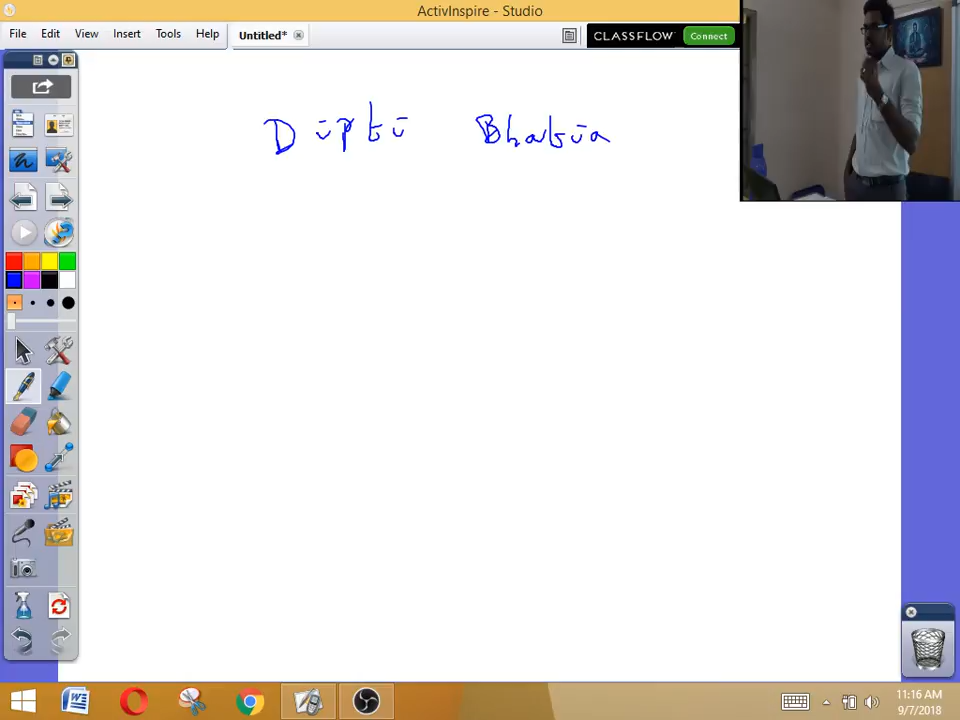 ActivInspire - Studio
File Edit View Insert Tools Help Untitled* CLASSFLOW Connect
Dipti Bhatia
11:16 AM
9/7/2018